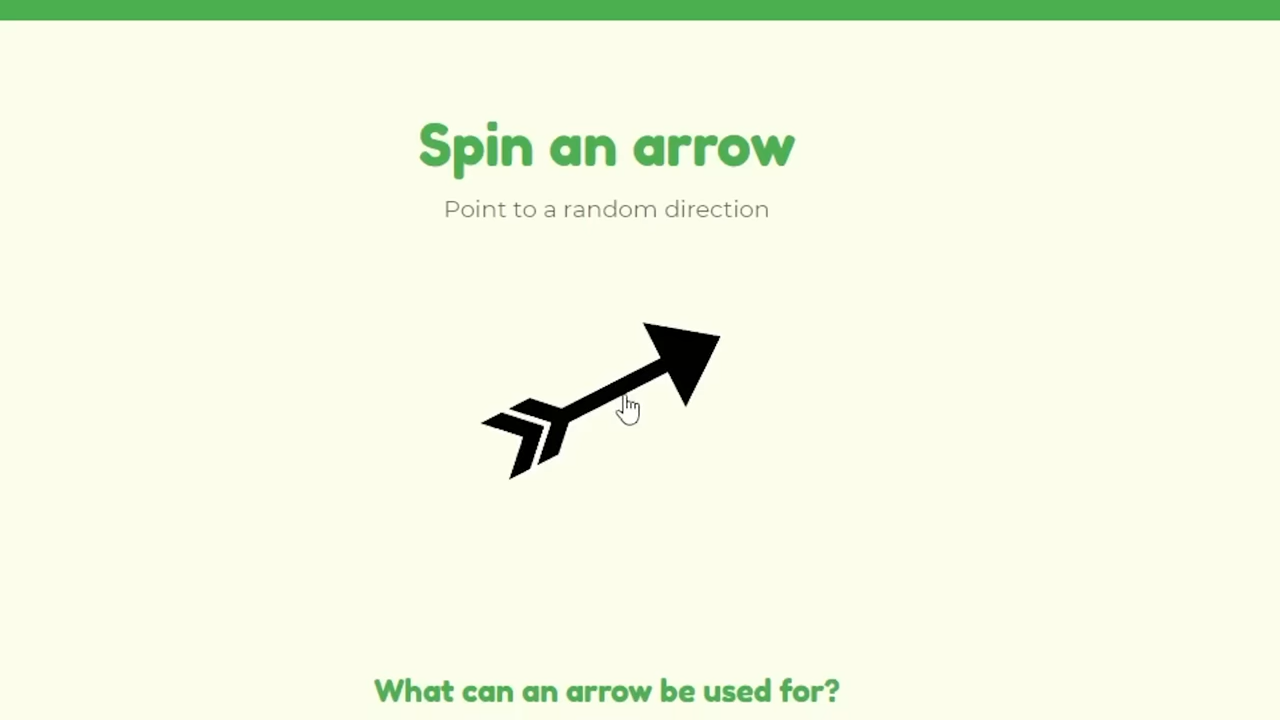 Spin an arrow
Point to a random direction
What can an arrow be used for?